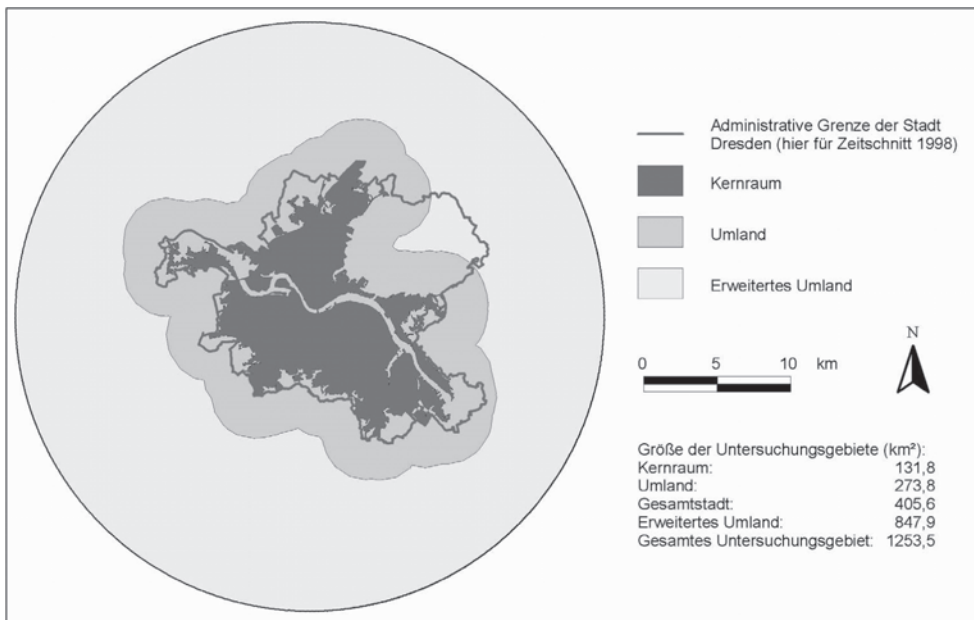 Administrative Grenze der Stadt
Dresden (hier für Zeitschnitt 1998)
Kernraum
Umland
Erweitertes Umland
0 5 10 km
N
Größe der Untersuchungsgebiete (km²):
Kernraum: 131,8
Umland: 273,8
Gesamtstadt: 405,6
Erweitertes Umland: 847,9
Gesamtes Untersuchungsgebiet: 1253,5